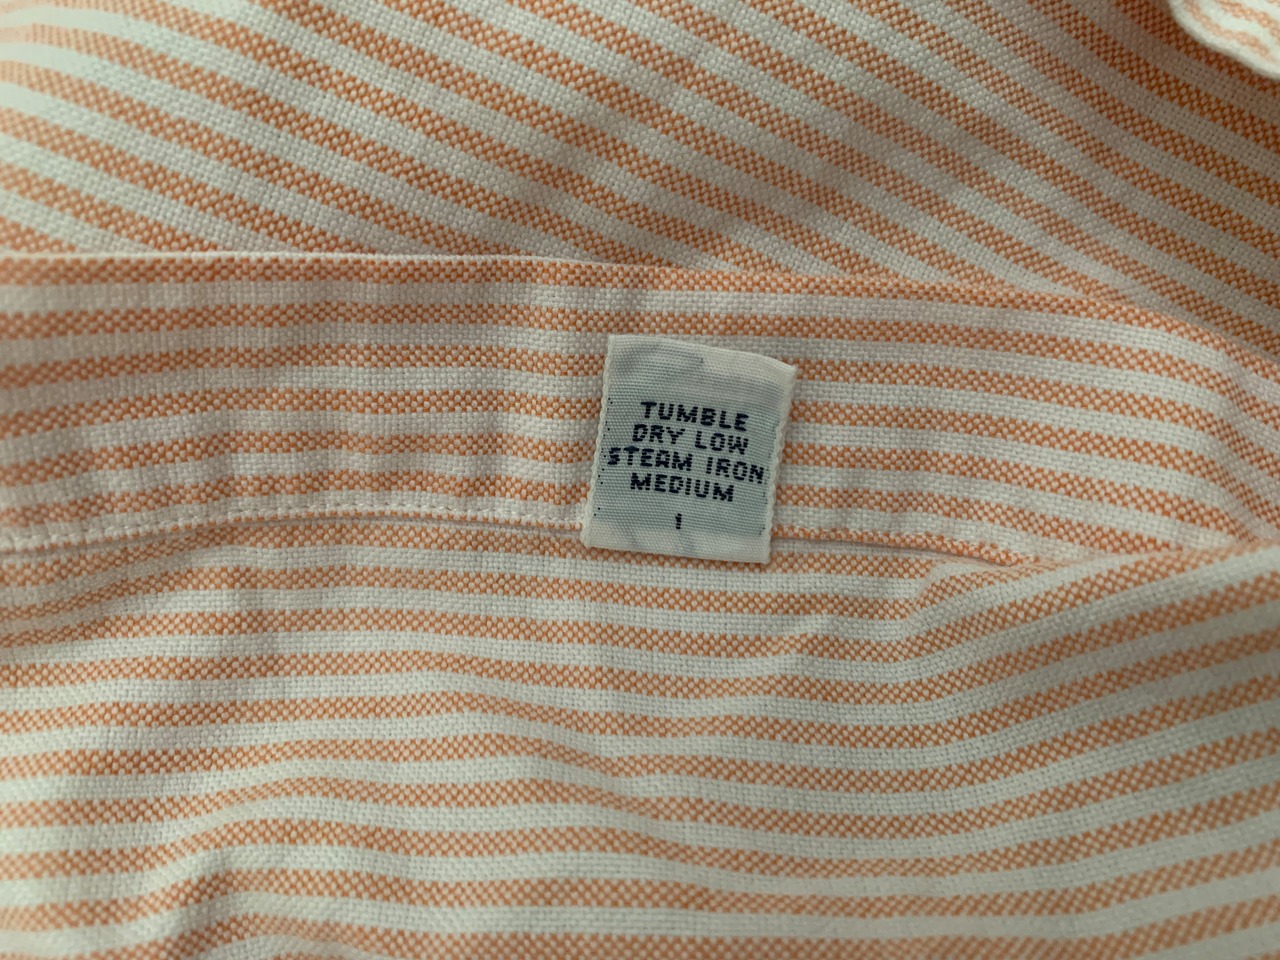 TUMBLE
DRY LOW
STEAM IRON
MEDIUM
1